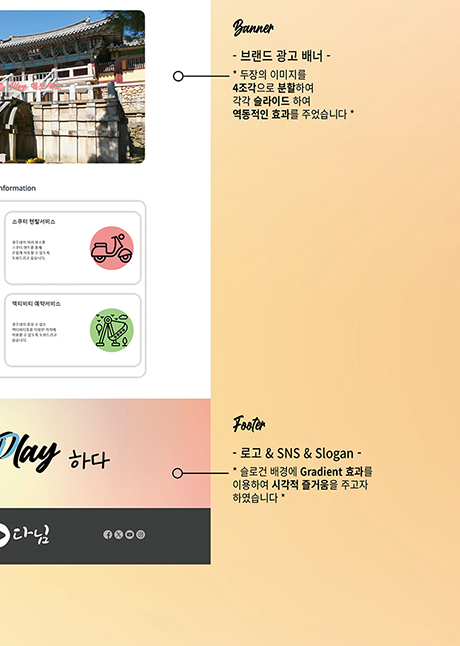 Banner
- 브랜드 광고 배너 -
* 두장의 이미지를
4조각으로 분할하여
각각 슬라이드 하여
역동적인 효과를 주었습니다 *
nformation
스쿠터 렌탈서비스
액티비티 예약서비스
Play 하다
Footer
- 로고 & SNS & Slogan -
* 슬로건 배경에 Gradient 효과를
이용하여 시각적 즐거움을 주고자
하였습니다 *
다님